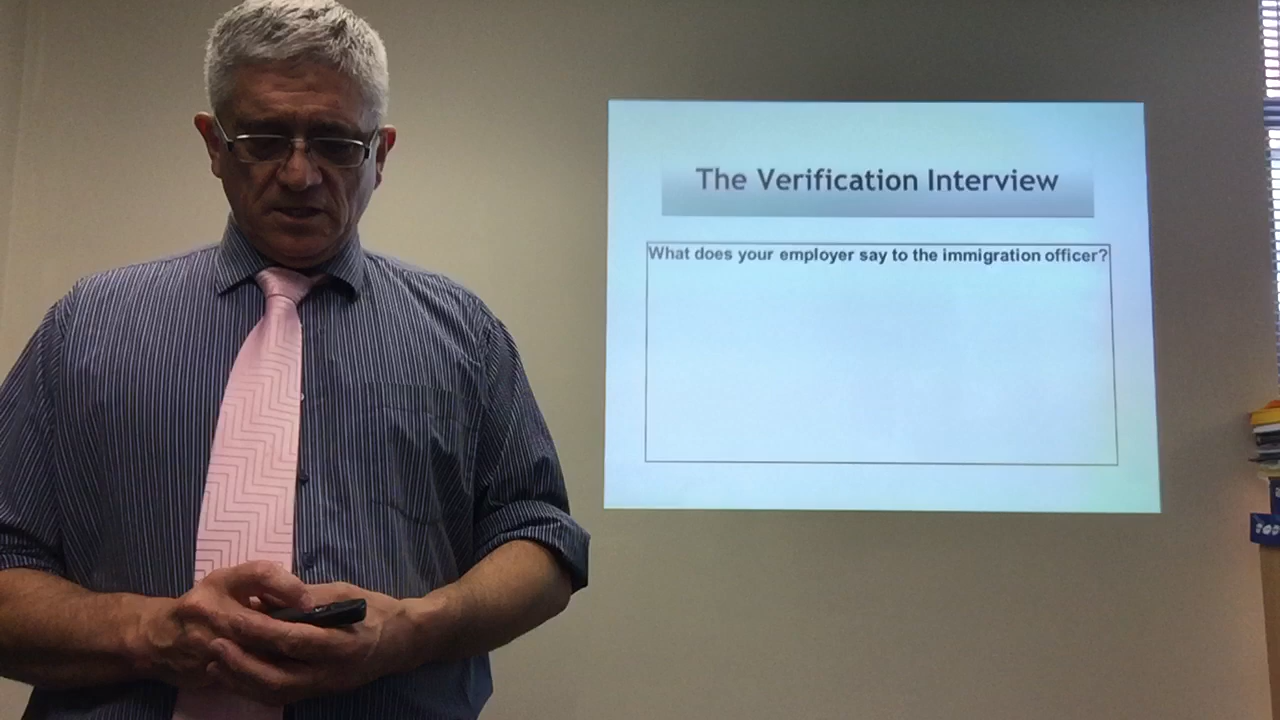 The Verification Interview
What does your employer say to the immigration officer?